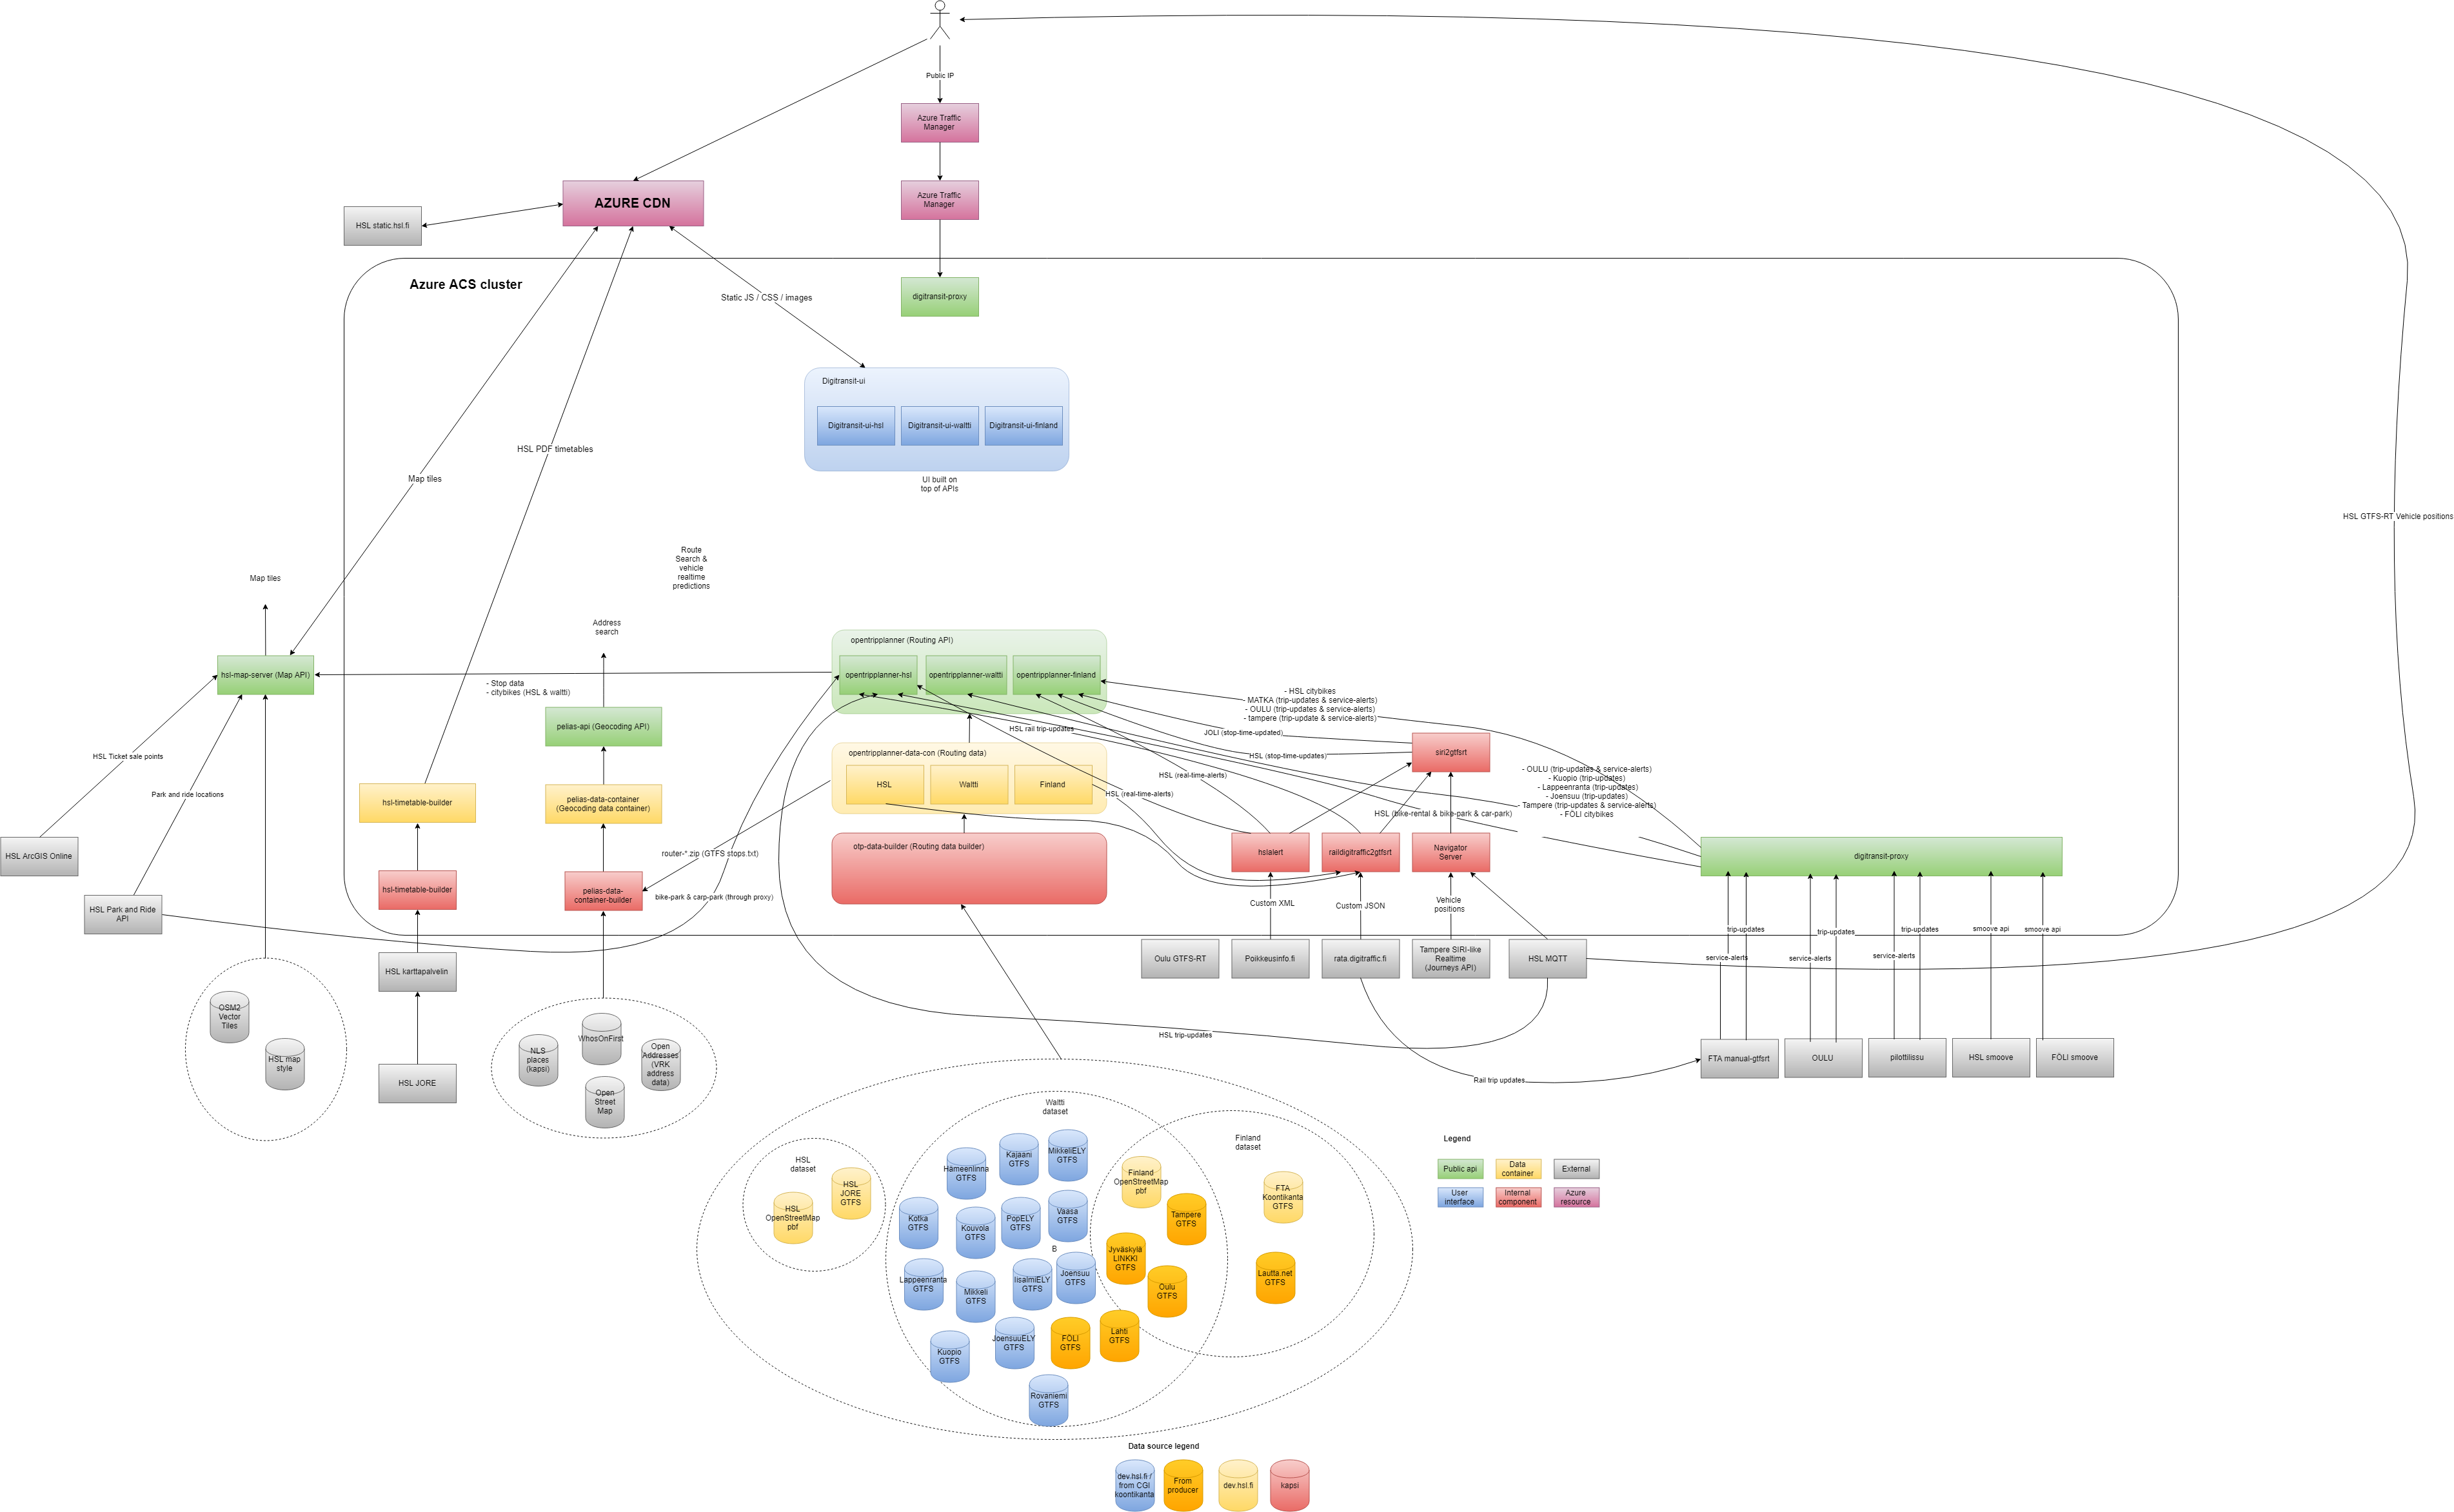 Public IP
Azure Traffic
Manager
AZURE CDN
Azure Traffic
Manager
HSL static.hsl.fi
Azure ACS cluster
digitransit-proxy
Static JS / CSS / images
Digitransit-ui
Digitransit-ui-hsl
Digitransit-ui-waltti
Digitransit-ui-finland
UI built on
top of APIs
HSL PDF timetables
Map tiles
HSL GTFS-RT Vehicle positions
Route
Search &
vehicle
realtime
predictions
Map tiles
Address
search
opentripplanner (Routing API)
hsl-map-server (Map API)
opentripplanner-hsl
opentripplanner-waltti
opentripplanner-finland
- Stop data
- citybikes (HSL & waltti)
- HSL citybikes
- MATKA (trip-updates & service-alerts)
- OULU (trip-updates & service-alerts)
- tampere (trip-update & service-alerts)
pelias-api (Geocoding API)
HSL rail trip-updates
JOLI (stop-time-updated)
HSL (stop-time-updates)
siri2gtfsrt
opentripplanner-data-con (Routing data)
HSL
Waltti
Finland
HSL (real-time-alerts)
HSL (real-time-alerts)
HSL Ticket sale points
Park and ride locations
- OULU (trip-updates & service-alerts)
- Kuopio (trip-updates)
- Lappeenranta (trip-updates)
- Joensuu (trip-updates)
- Tampere (trip-updates & service-alerts)
- FOLI citybikes
HSL (bike-rental & bike-park & car-park)
hsl-timetable-builder
pelias-data-container
(Geocoding data container)
otp-data-builder (Routing data builder)
router-*.zip (GTFS stops.txt)
hslalert
raildigitraffic2gtfsrt
Navigator
Server
digitransit-proxy
HSL ArcGIS Online
hsl-timetable-builder
pelias-data-
container-builder
bike-park & carp-park (through proxy)
HSL Park and Ride
API
Custom XML
Custom JSON
Vehicle
positions
trip-updates
trip-updates
trip-updates
smoove api
smoove api
service-alerts
service-alerts
service-alerts
HSL karttapalvelin
Oulu GTFS-RT
Poikkeusinfo.fi
rata.digitraffic.fi
Tampere SIRI-like
Realtime
(Journeys API)
HSL MQTT
OSM2
Vector
Tiles
HSL map
style
HSL JORE
NLS
places
(kapsi)
WhosOnFirst
Open
Addresses
(VRK
address
data)
Open
Street
Map
HSL trip-updates
Rail trip updates
FTA manual-gtfsrt
OULU
pilottilissu
HSL smoove
FÖLI smoove
Waltti
dataset
HSL
dataset
Finland
dataset
HSL
OpenStreetMap
pbf
HSL
JORE
GTFS
Hämeenlinna
GTFS
Kajaani
GTFS
MikkeliELY
GTFS
Finland
OpenStreetMap
pbf
FTA
Koontikanta
GTFS
Kotka
GTFS
Kouvola
GTFS
PopELY
GTFS
Vaasa
GTFS
Tampere
GTFS
B
Jyväskylä
LINKKI
GTFS
Lappeenranta
GTFS
Mikkeli
GTFS
IisalmiELY
GTFS
Joensuu
GTFS
Oulu
GTFS
Lautta.net
GTFS
Kuopio
GTFS
JoensuuELY
GTFS
FÖLI
GTFS
Lahti
GTFS
Rovaniemi
GTFS
Legend
Public api
Data
container
External
User
interface
Internal
component
Azure
resource
Data source legend
dev.hsl.fi /
from CGI
koontikanta
From
producer
dev.hsl.fi
kapsi